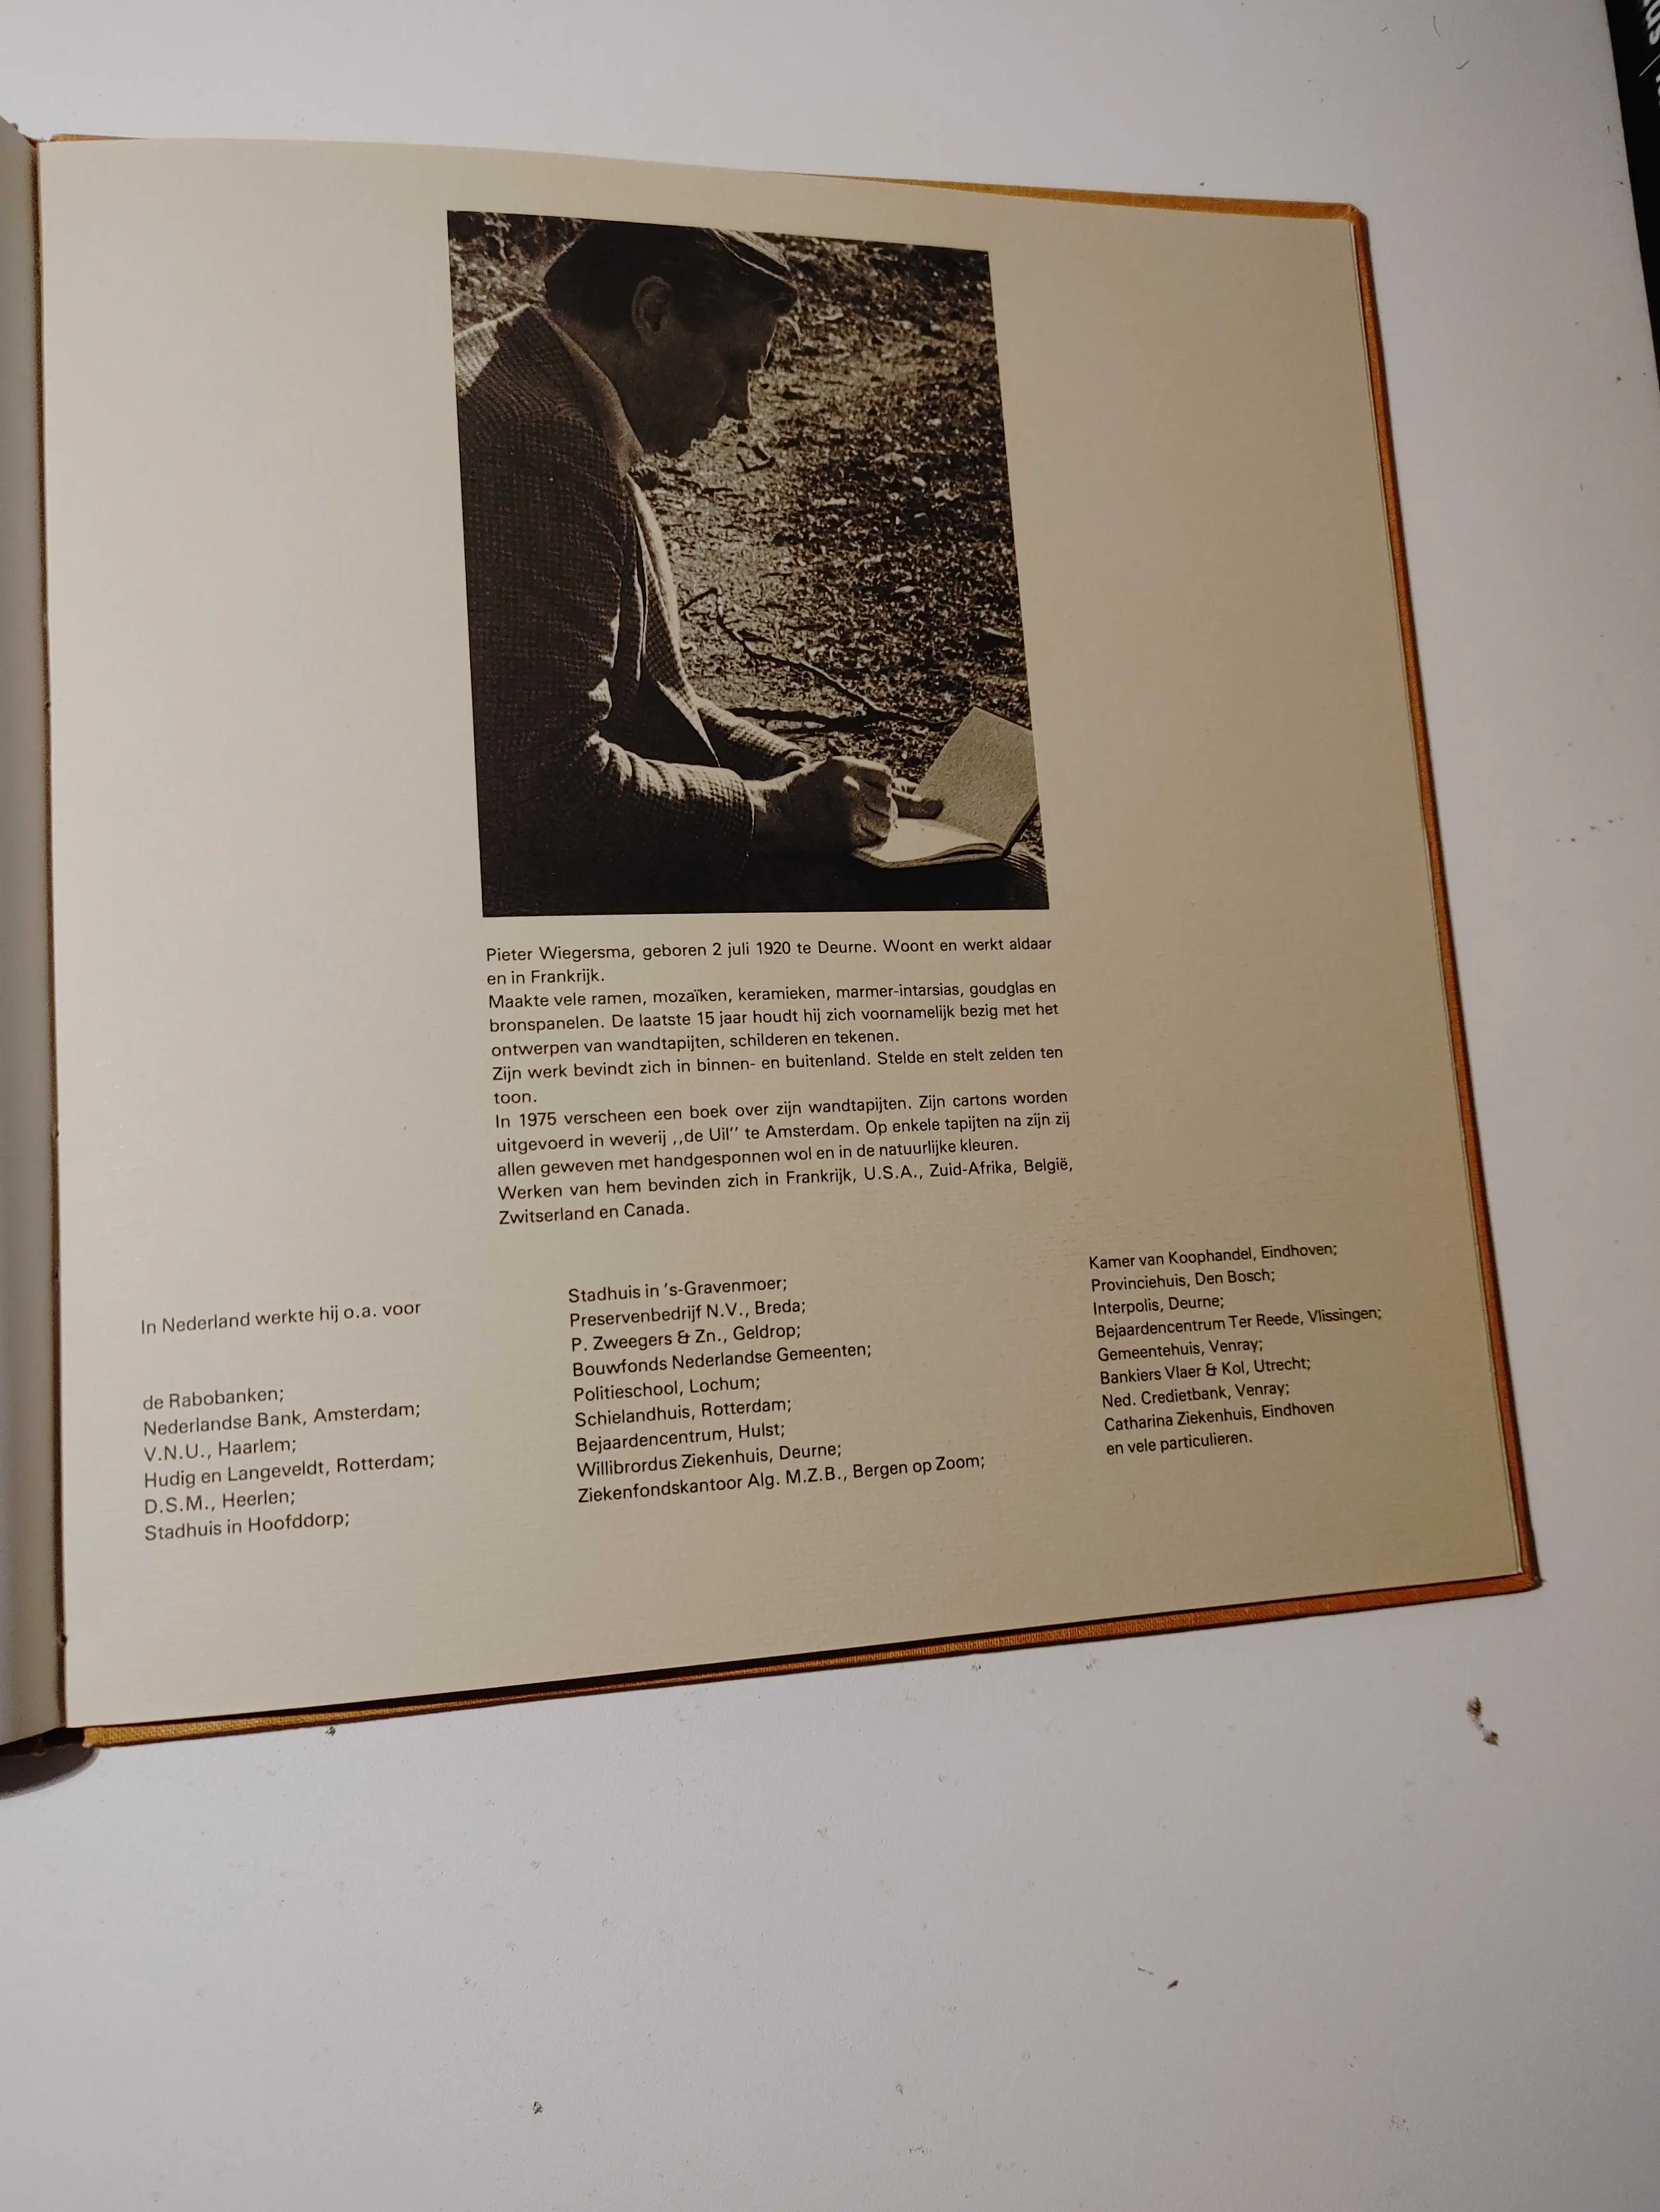 Pieter Wiegersma, geboren 2 juli 1920 te Deurne. Woont en werkt aldaar
en in Frankrijk.
Maakte vele ramen, mozaïken, keramieken, marmer-intarsias, goudglas en
bronspanelen. De laatste 15 jaar houdt hij zich voornamelijk bezig met het
ontwerpen van wandtapijten, schilderen en tekenen.
Zijn werk bevindt zich in binnen- en buitenland. Stelde en stelt zelden ten
toon.
In 1975 verscheen een boek over zijn wandtapijten. Zijn cartons worden
uitgevoerd in weverij ,,de Uil'' te Amsterdam. Op enkele tapijten na zijn zij
allen geweven met handgesponnen wol en in de natuurlijke kleuren.
Werken van hem bevinden zich in Frankrijk, U.S.A., Zuid-Afrika, België,
Zwitserland en Canada.
In Nederland werkte hij o.a. voor
de Rabobanken;
Nederlandse Bank, Amsterdam;
V.N.U., Haarlem;
Hudig en Langeveldt, Rotterdam;
D.S.M., Heerlen;
Stadhuis in Hoofddorp;
Stadhuis in 's-Gravenmoer;
Preservenbedrijf N.V., Breda;
P. Zweegers & Zn., Geldrop;
Bouwfonds Nederlandse Gemeenten;
Politieschool, Lochum;
Schielandhuis, Rotterdam;
Bejaardencentrum, Hulst;
Willibrordus Ziekenhuis, Deurne;
Ziekenfondskantoor Alg. M.Z.B., Bergen op Zoom;
Kamer van Koophandel, Eindhoven;
Provinciehuis, Den Bosch;
Interpolis, Deurne;
Bejaardencentrum Ter Reede, Vlissingen;
Gemeentehuis, Venray;
Bankiers Vlaer & Kol, Utrecht;
Ned. Credietbank, Venray;
Catharina Ziekenhuis, Eindhoven
en vele particulieren.